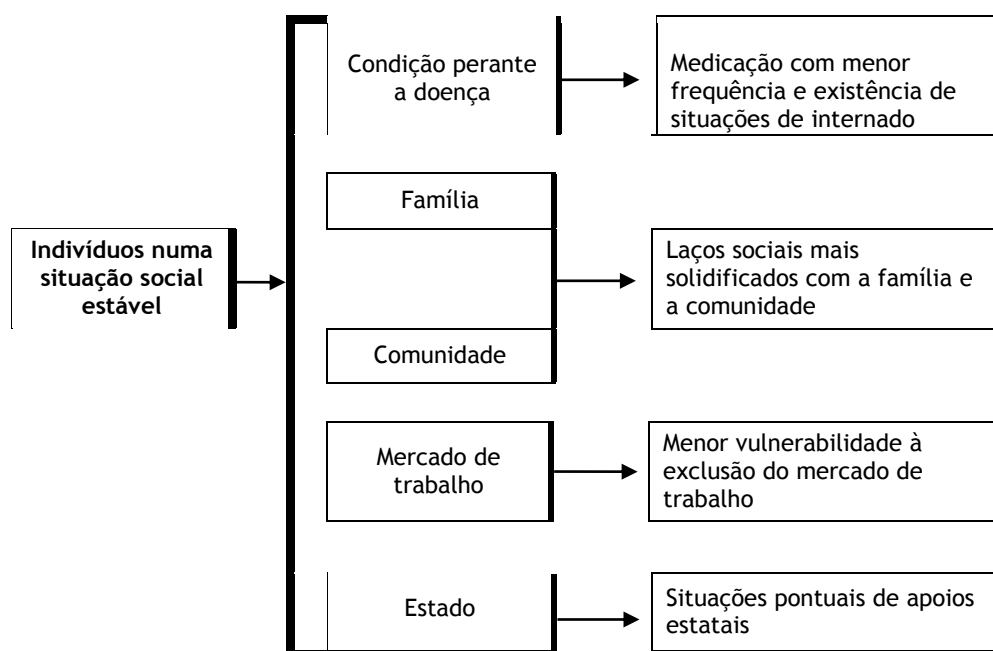 Condição perante
a doença
Medicação com menor
frequência e existência de
situações de internado
Família
Indivíduos numa
situação social
estável
Laços sociais mais
solidificados com a família e
a comunidade
Comunidade
Mercado de
trabalho
Menor vulnerabilidade à
exclusão do mercado de
trabalho
Estado
Situações pontuais de apoios
estatais